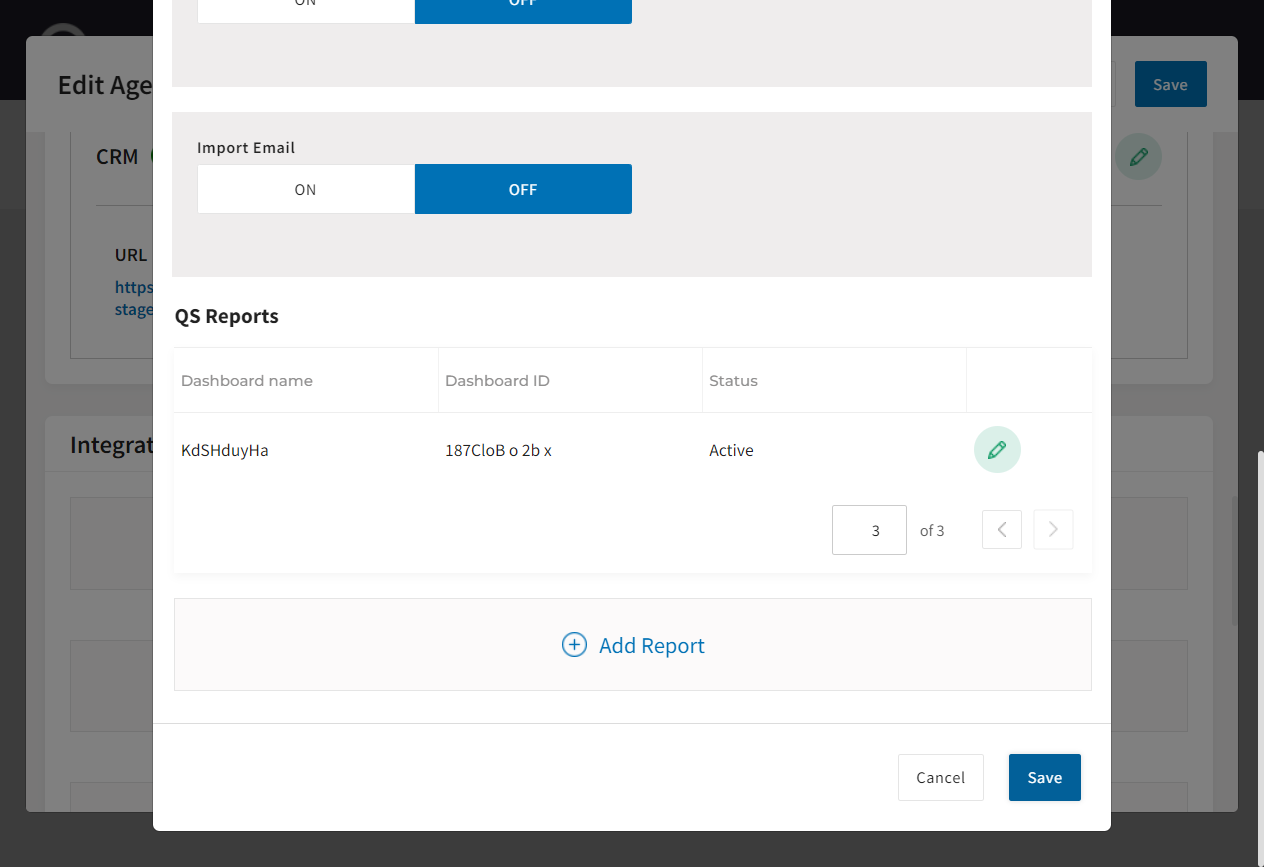 ON
OFF
Edit Age
Save
CRM
Import Email
ON
OFF
URL
https
stage
QS Reports
Dashboard name
Dashboard ID
Status
Integrat
KdSHduyHa
187CloB o 2b x
Active
3
of 3
Add Report
Cancel
Save